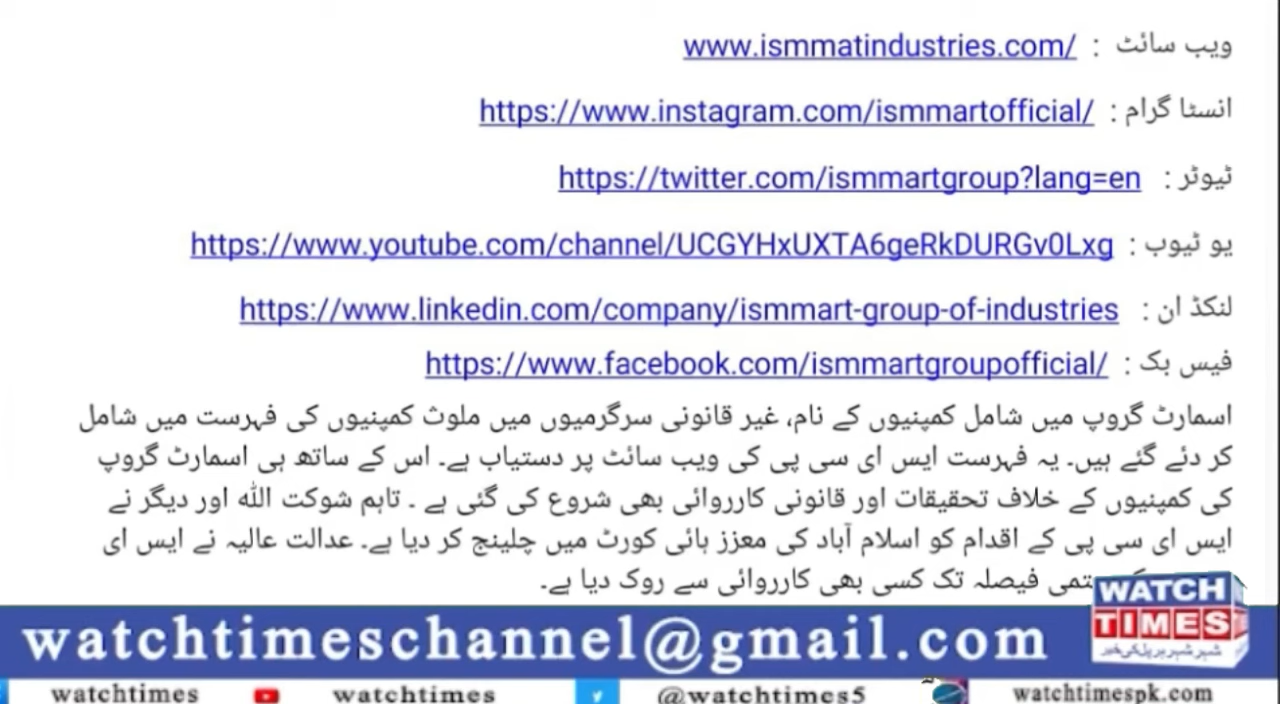 ویب سائٹ : www.ismmatindustries.com/
انسٹا گرام : https://www.instagram.com/ismmartofficial/
ٹیوٹر : https://twitter.com/ismmartgroup?lang=en
یو ٹیوب : https://www.youtube.com/channel/UCGYHxUXTA6geRkDURGv0Lxg
لنکڈ ان : https://www.linkedin.com/company/ismmart-group-of-industries
فیس بک : https://www.facebook.com/ismmartgroupofficial/
اسمارٹ گروپ میں شامل کمپنیوں کے نام، غیر قانونی سرگرمیوں میں ملوث کمپنیوں کی فہرست میں شامل
کر دئے گئے ہیں۔ یہ فہرست ایس ای سی پی کی ویب سائٹ پر دستیاب ہے۔ اس کے ساتھ ہی اسمارٹ گروپ
کی کمپنیوں کے خلاف تحقیقات اور قانونی کارروائی بھی شروع کی گئی ہے ۔ تاہم شوکت اللہ اور دیگر نے
ایس ای سی پی کے اقدام کو اسلام آباد کی معزز ہائی کورٹ میں چلینج کر دیا ہے۔ عدالت عالیہ نے ایس ای
فیصلہ تک کسی بھی کارروائی سے روک دیا ہے۔
WATCH
TIMES
شہر شہر ہر پل کی خبر
watchtimeschannel@gmail.com
watchtimes watchtimes @watchtimes5 watchtimespk.com